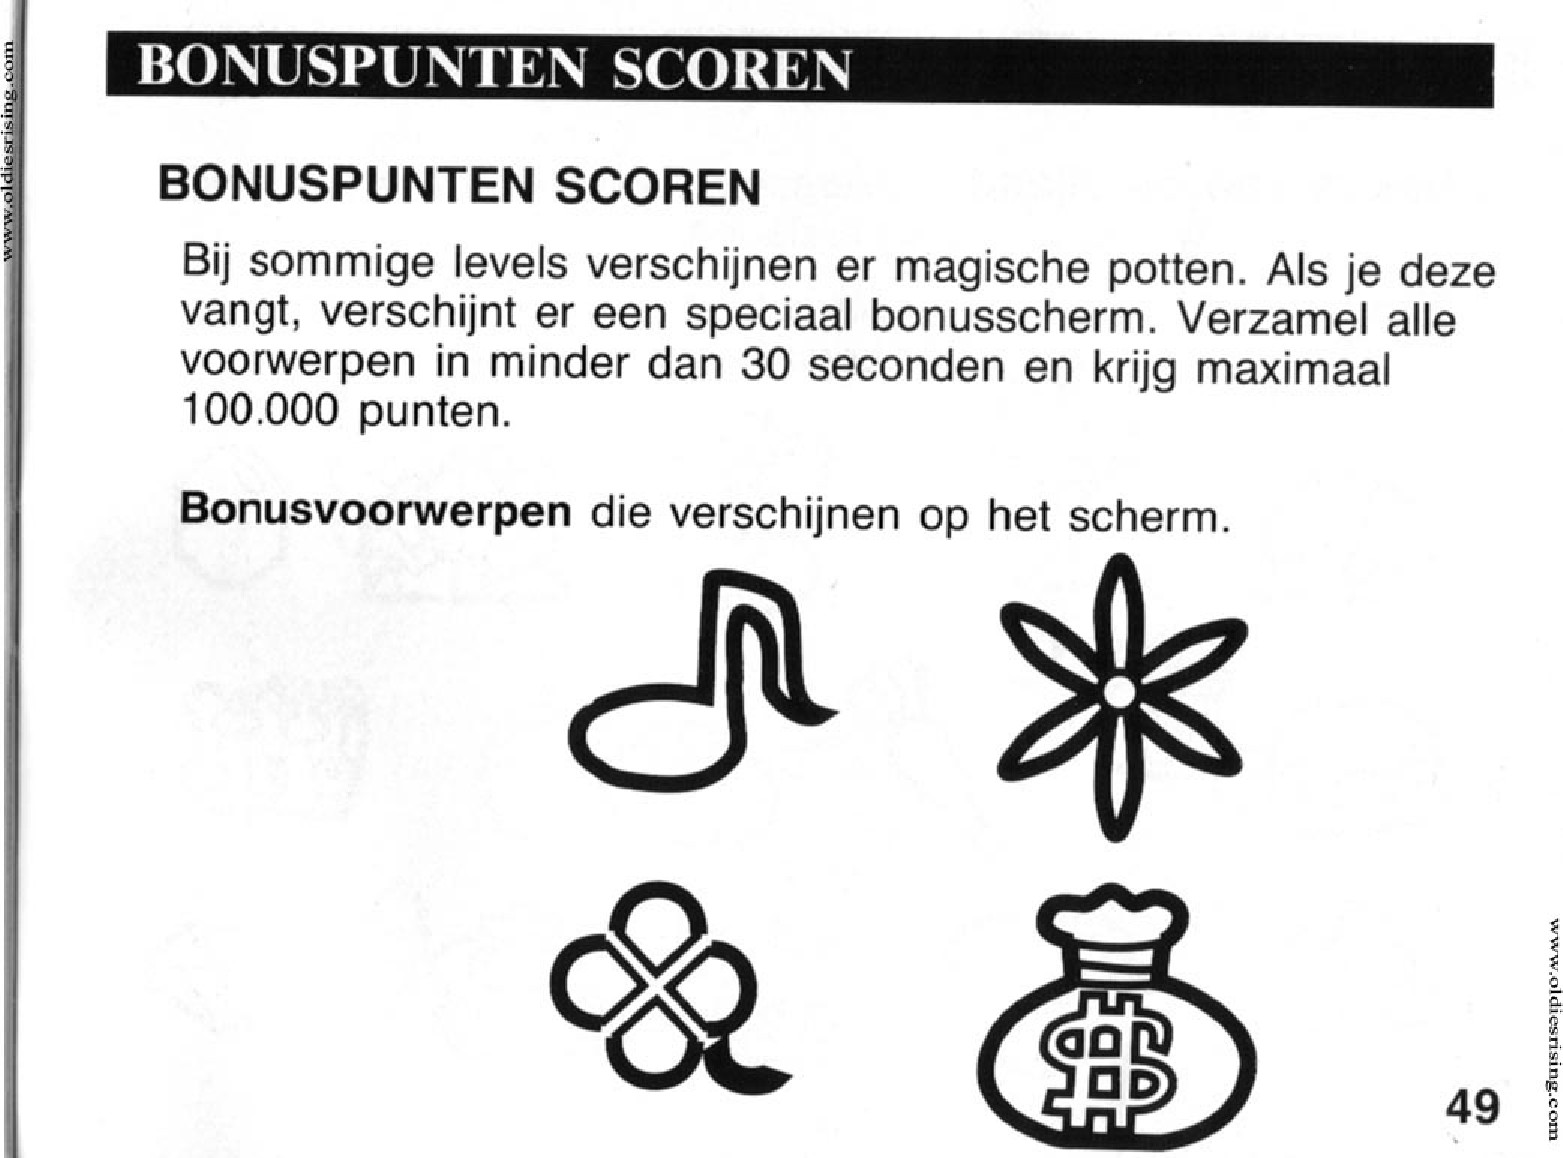 BONUSPUNTEN SCOREN
BONUSPUNTEN SCOREN
Bij sommige levels verschijnen er magische potten. Als je deze
vangt, verschijnt er een speciaal bonusscherm. Verzamel alle
voorwerpen in minder dan 30 seconden en krijg maximaal
100.000 punten.
Bonusvoorwerpen die verschijnen op het scherm.
$
49
www.oldiesrising.com
www.oldiesrising.com